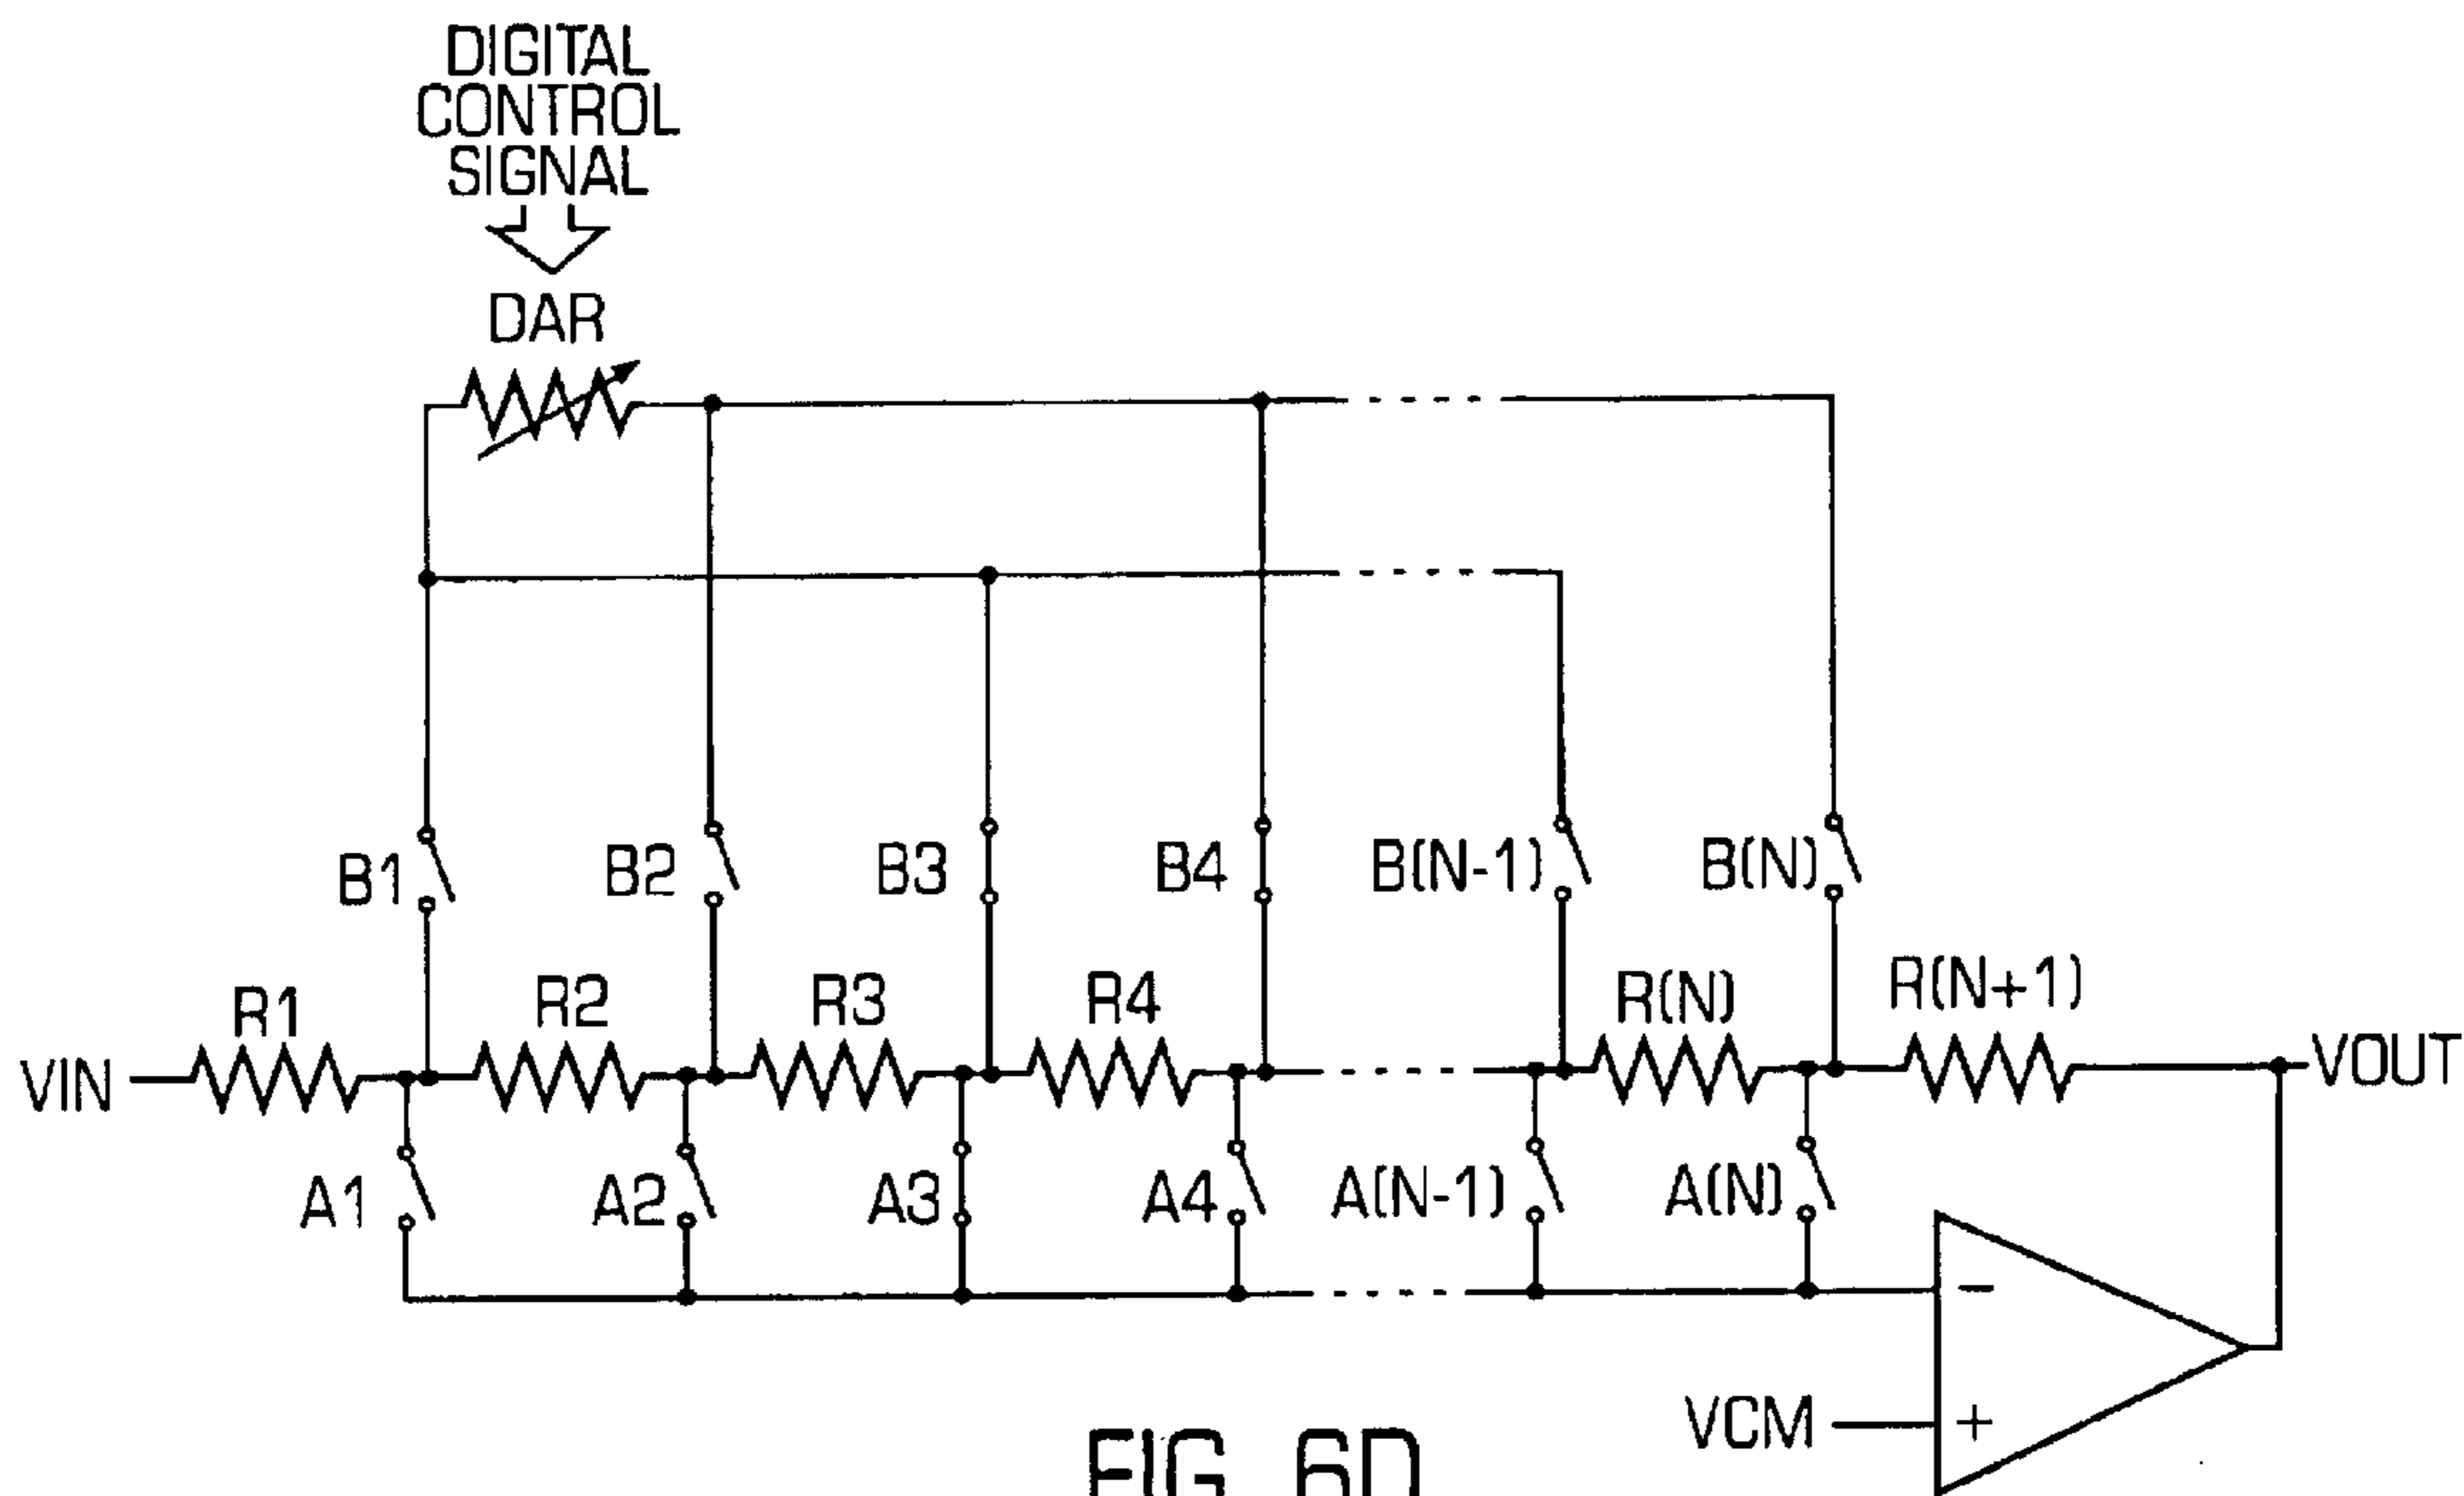 DIGITAL
CONTROL
SIGNAL
DAR
B1
B2
B3
B4
B(N-1)
B(N)
R1
R2
R3
R4
R(N)
R(N+1)
VIN
VOUT
A1
A2
A3
A4
A(N-1)
A(N)
−
VCM
+
FIG. 6D